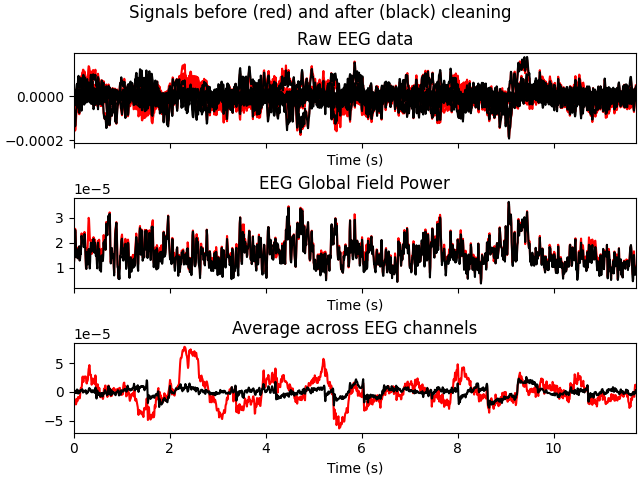 Signals before (red) and after (black) cleaning
Raw EEG data
0.0000
−0.0002
Time (s)
1e−5
EEG Global Field Power
3
2
1
Time (s)
1e−5
Average across EEG channels
5
0
−5
0 2 4 6 8 10
Time (s)